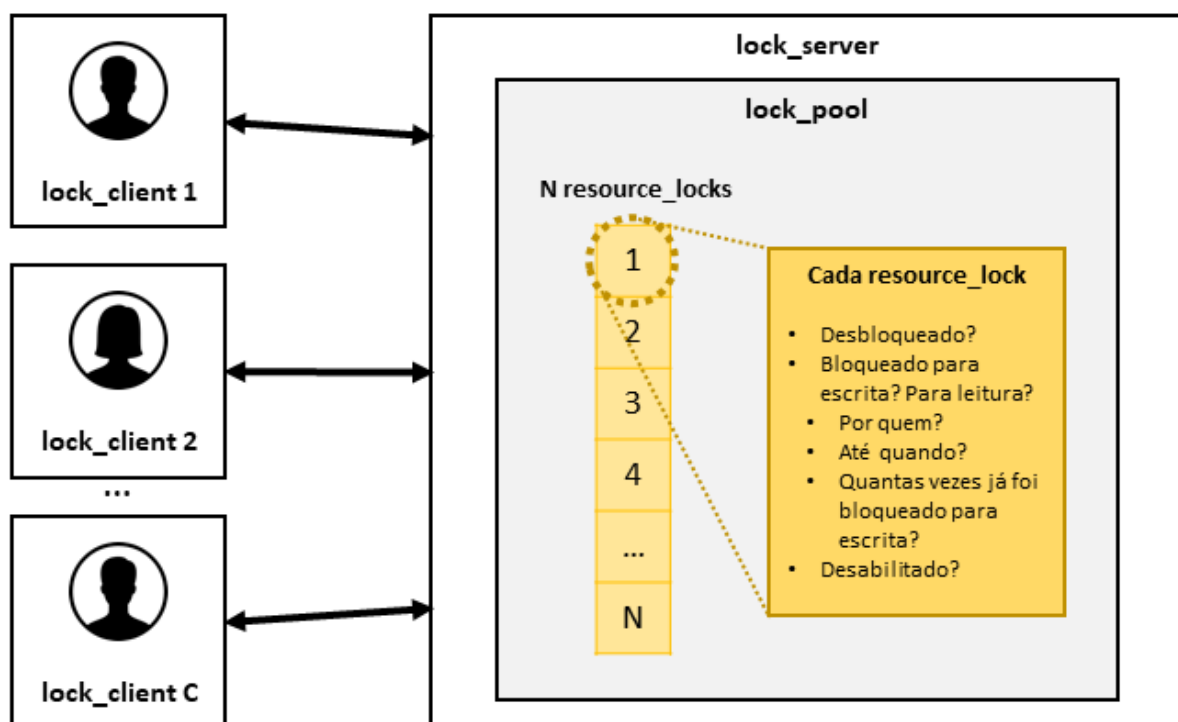 lock_client 1
lock_client 2
...
lock_client C
lock_server
lock_pool
N resource_locks
1
2
3
4
...
N
Cada resource_lock
• Desbloqueado?
• Bloqueado para
escrita? Para leitura?
• Por quem?
• Até quando?
• Quantas vezes já foi
bloqueado para
escrita?
• Desabilitado?